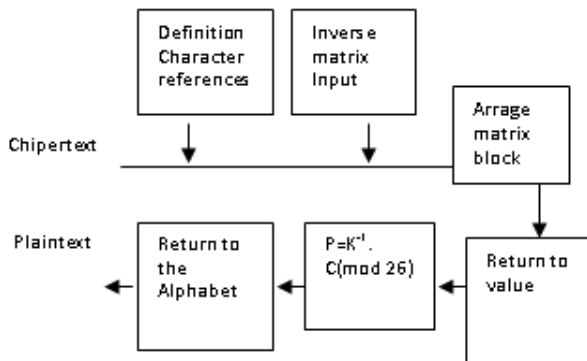 Definition
Character
references
Inverse
matrix
Input
Arrage
matrix
block
Chipertext
Plaintext
Return to
the
Alphabet
P=K⁻¹.
C(mod 26)
Return to
value